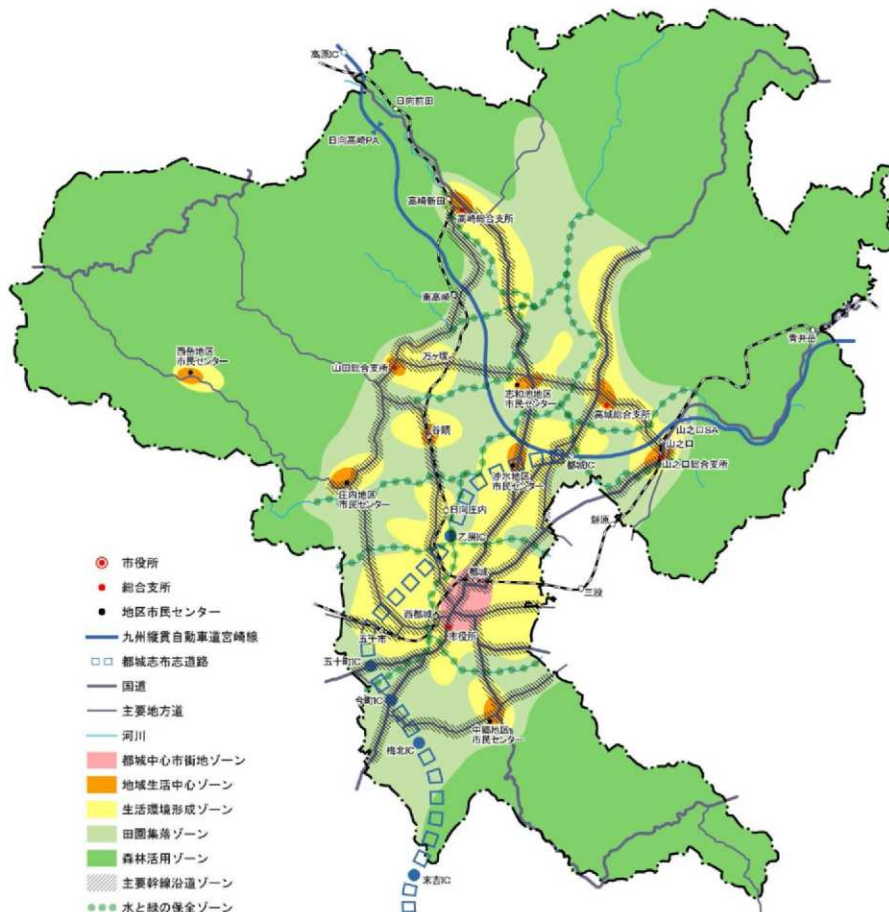 高原IC
日向前田
日向高崎PA
高崎新田
高崎総合支所
東高崎
青井岳
西岳地区
市民センター
山田総合支所
万ヶ塚
志和池地区
市民センター
高城総合支所
山之口SA
山之口
山之口総合支所
谷頭
都城IC
庄内地区
市民センター
沖水地区
市民センター
日向庄内
餅原
乙房IC
都城
三股
西都城
五十市
市役所
五十町IC
今町IC
中郷地区
市民センター
梅北IC
末吉IC
市役所
総合支所
地区市民センター
九州縦貫自動車道宮崎線
都城志布志道路
国道
主要地方道
河川
都城中心市街地ゾーン
地域生活中心ゾーン
生活環境形成ゾーン
田園集落ゾーン
森林活用ゾーン
主要幹線沿道ゾーン
水と緑の保全ゾーン